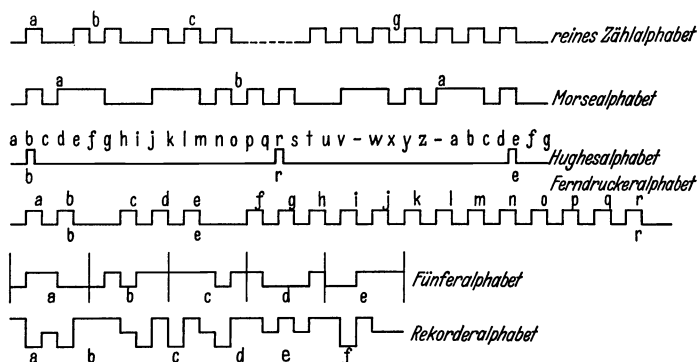 a b c g reines Zählalphabet
a b a Morsealphabet
a b c d e f g h i j k l m n o p q r s t u v - w x y z - a b c d e f g
b r e Hughesalphabet
Ferndruckeralphabet
a b c d e f g h i j k l m n o p q r
b e r
a b c d e Fünferalphabet
a b c d e f Rekorderalphabet